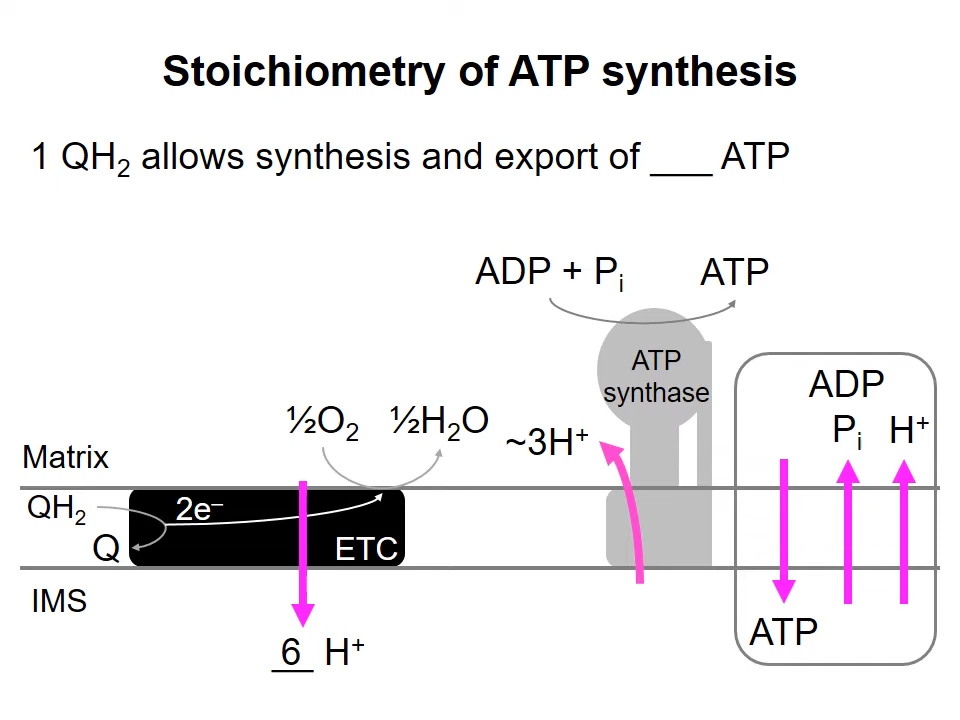 Stoichiometry of ATP synthesis
1 QH₂ allows synthesis and export of ___ ATP
ADP + Pᵢ
ATP
ATP
synthase
ADP
Pᵢ
H⁺
½O₂
½H₂O
~3H⁺
Matrix
QH₂
2e⁻
Q
ETC
IMS
ATP
6 H⁺